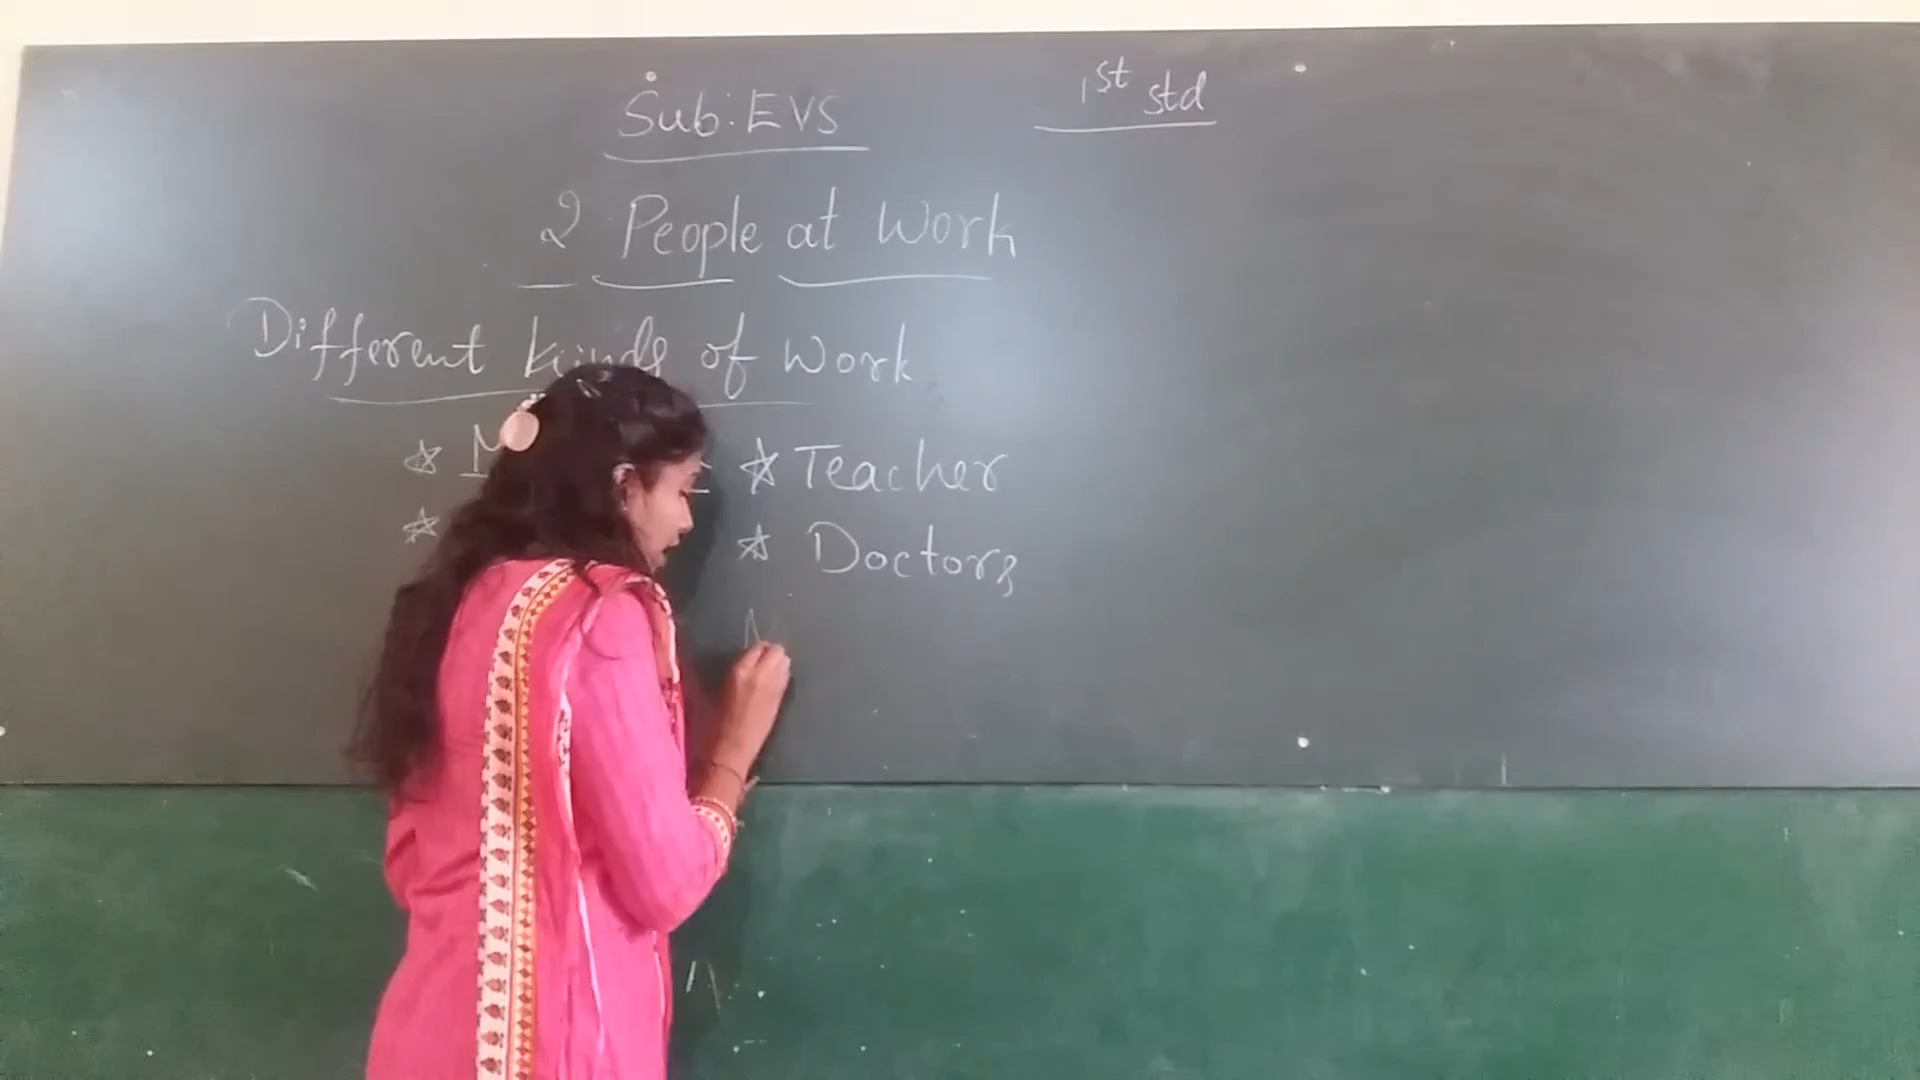 Sub: EVS
1st std
2 People at Work
Different kinds of Work
☆ Teacher
☆
☆ Doctors